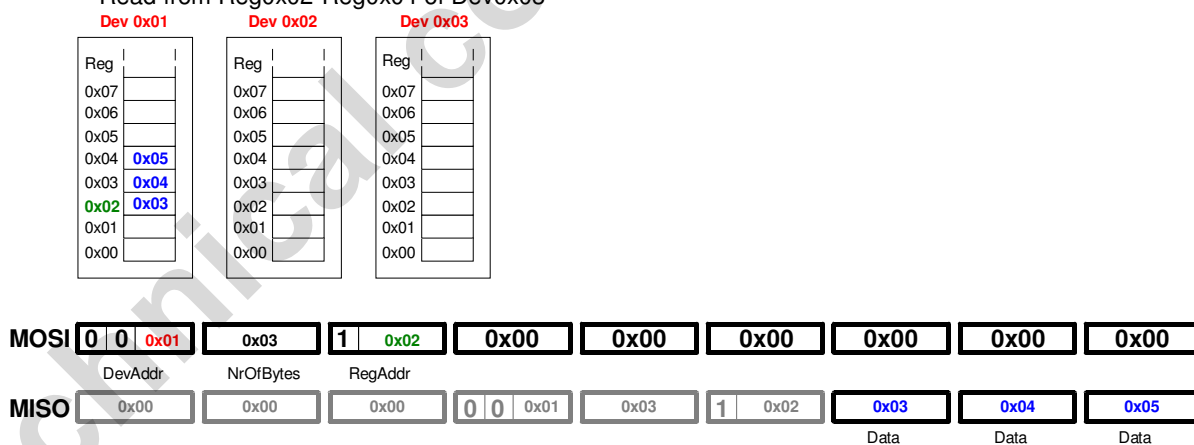 Dev 0x01 Dev 0x02 Dev 0x03
Reg Reg Reg
0x07 0x07 0x07
0x06 0x06 0x06
0x05 0x05 0x05
0x04 0x05 0x04 0x04
0x03 0x04 0x03 0x03
0x02 0x03 0x02 0x02
0x01 0x01 0x01
0x00 0x00 0x00
MOSI 0 0 0x01 0x03 1 0x02 0x00 0x00 0x00 0x00 0x00 0x00
DevAddr NrOfBytes RegAddr
MISO 0x00 0x00 0x00 0 0 0x01 0x03 1 0x02 0x03 0x04 0x05
Data Data Data